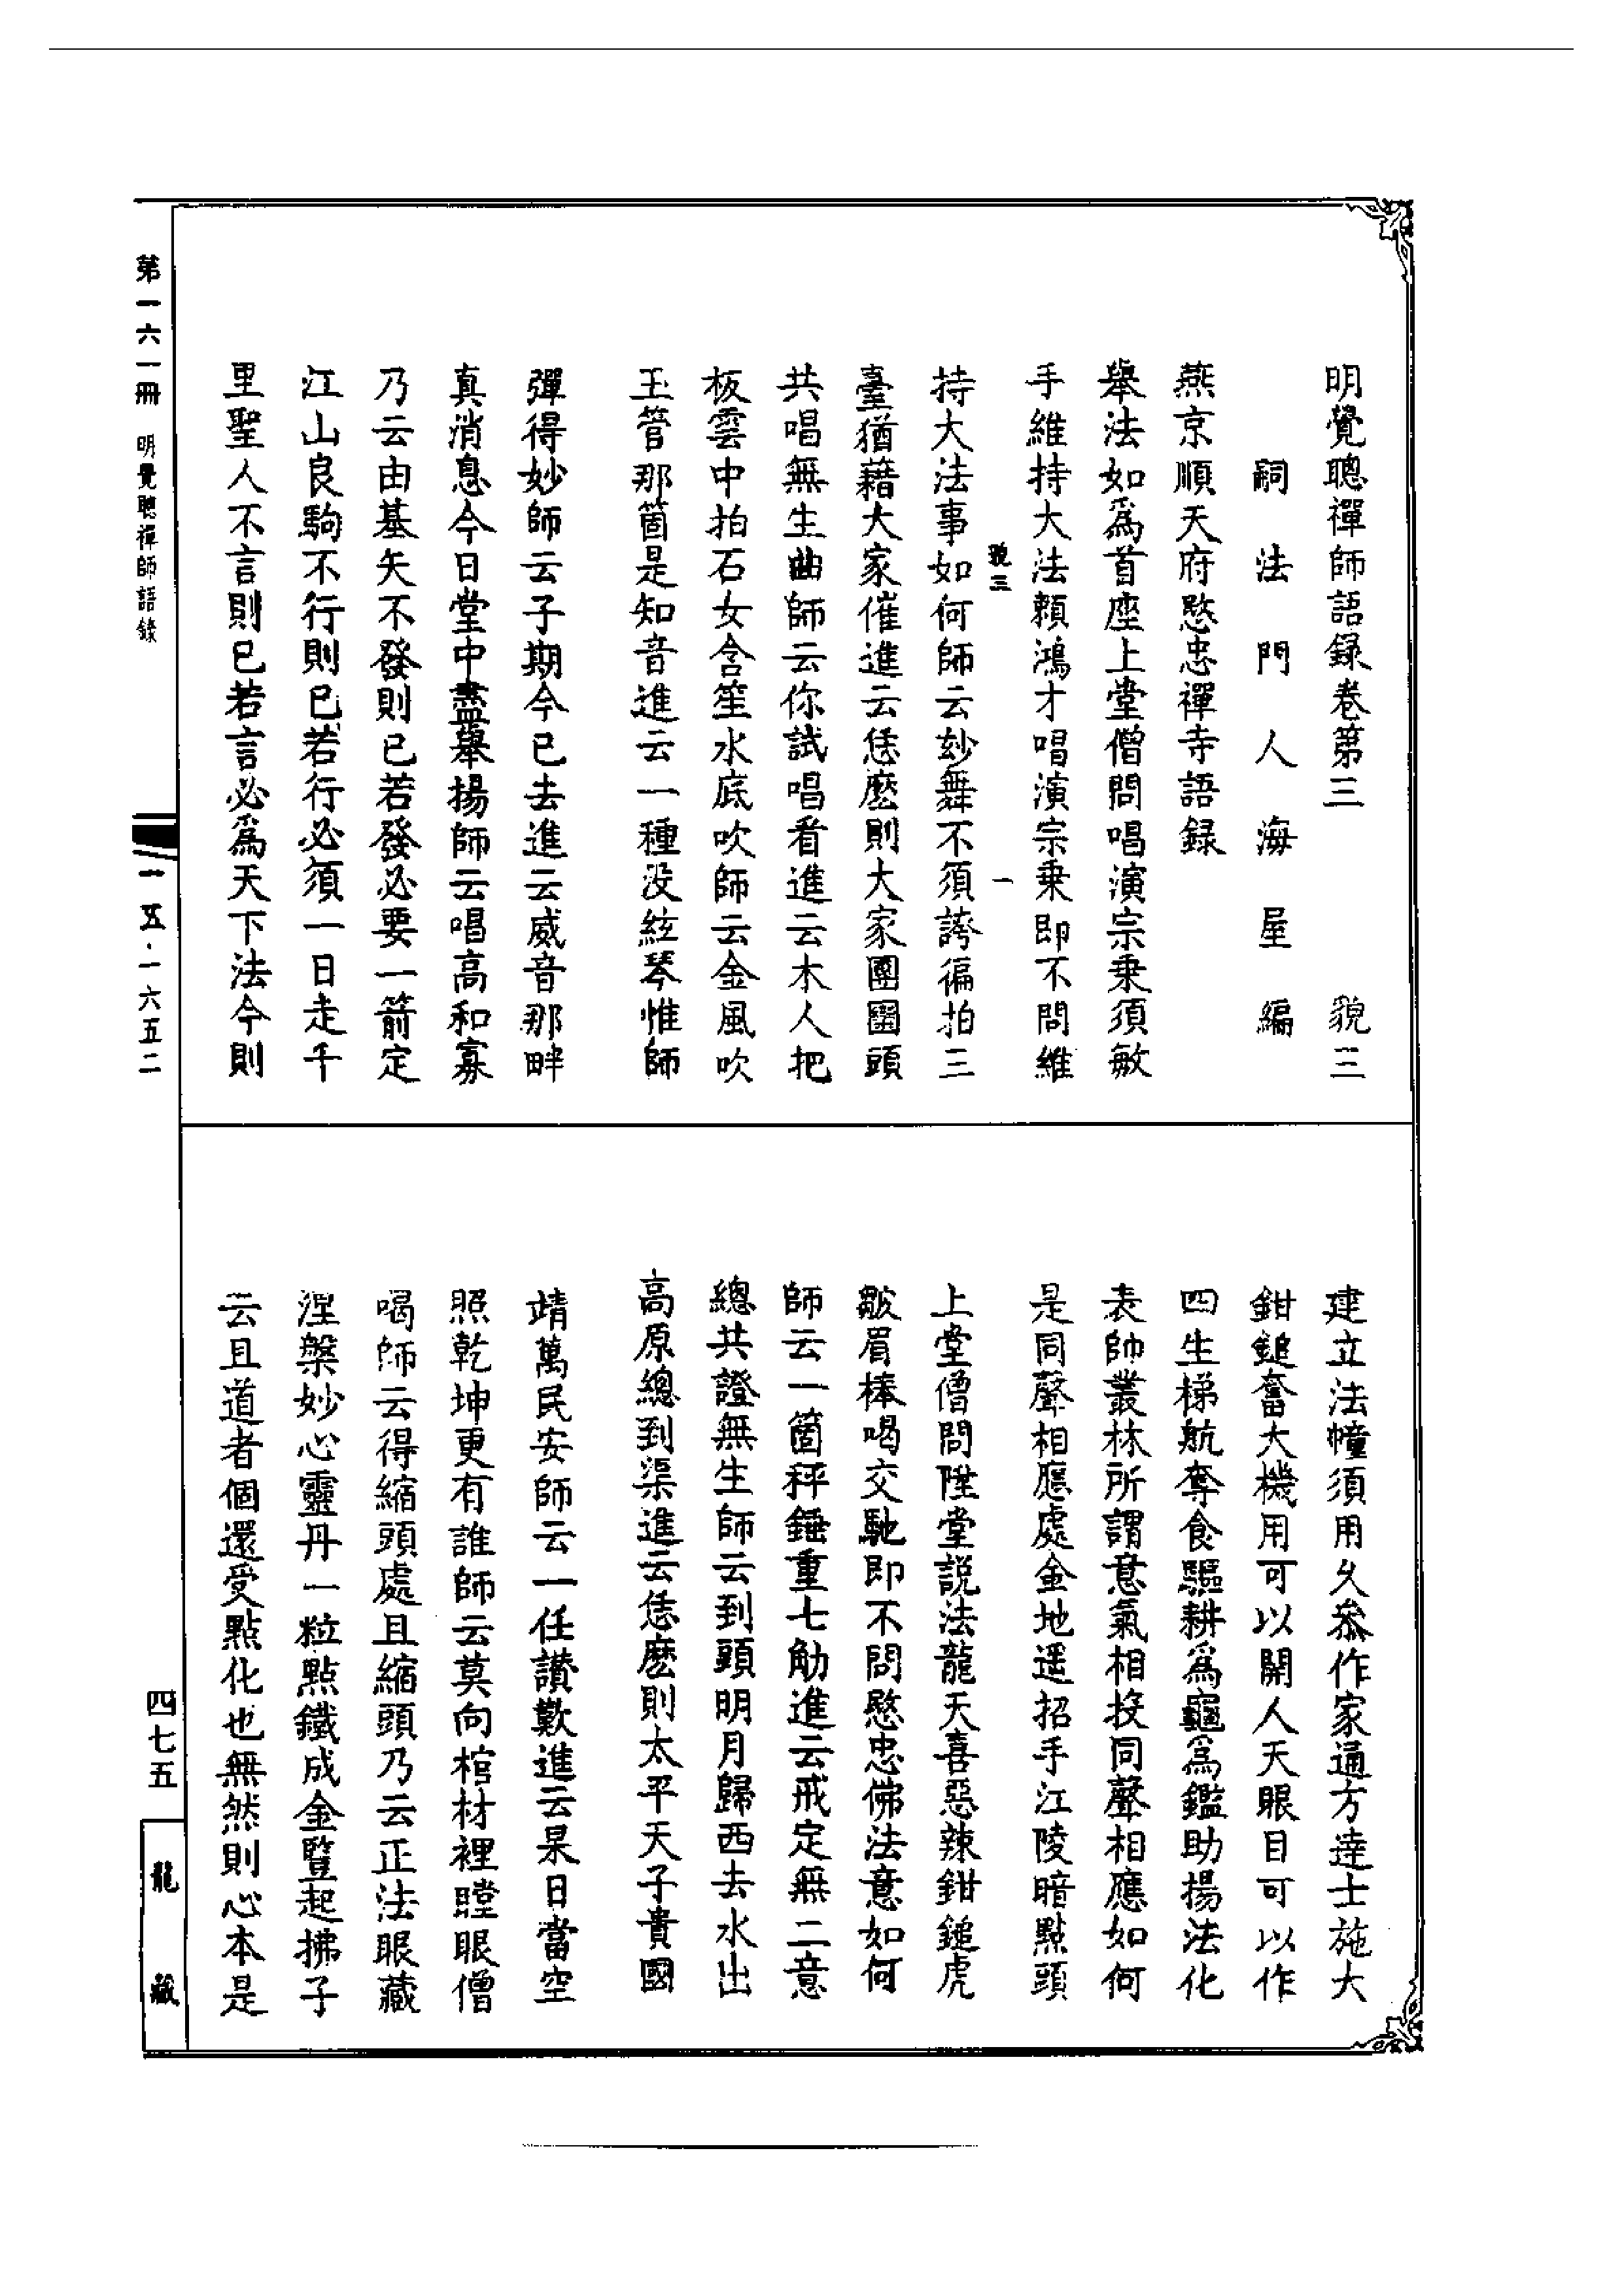 明覺聰禪師語錄卷第三　貌三
嗣法門人海屋編
燕京順天府愍忠禪寺語録
舉法如爲首座上堂僧問唱演宗乗須敏
手維持大法頼鴻才唱演宗乗即不問維
貌三　一
持大法事如何師云玅舞不須誇徧拍三
臺猶藉大家催進云恁麽則大家團圞頭
共唱無生曲師云你試唱看進云木人把
板雲中拍石女含笙水底吹師云金風吹
玉管那箇是知音進云一種没絃琴惟師
彈得妙師云子期今已去進云威音那畔
真消息今日堂中盡舉揚師云唱高和寡
乃云由基矢不發則已若發必要一箭定
江山良駒不行則已若行必須一日走千
里聖人不言則已若言必為天下法今則
建立法幢須用久叅作家通方達士施大
鉗鎚奮大機用可以開人天眼目可以作
四生梯航奪食驅耕爲龜爲鑑助揚法化
表帥叢林所謂意氣相投同聲相應如何
是同聲相應處金地遥招手江陵暗點頭
上堂僧問陞堂説法龍天喜惡辣鉗鎚虎
皺眉棒喝交馳即不問愍忠佛法意如何
師云一箇秤錘重七觔進云戒定無二意
總共證無生師云到頭明月歸西去水出
高原總到渠進云恁麽則太平天子貴國
靖萬民安師云一任讃歎進云杲日當空
照乾坤更有誰師云莫向棺材裡瞠眼僧
喝師云得縮頭處且縮頭乃云正法眼藏
涅槃妙心靈丹一粒點鐵成金豎起拂子
云且道者個還受點化也無然則心本是
第一六一冊　明覺聰禪師語錄
一五·一六五二
四七五
龍藏